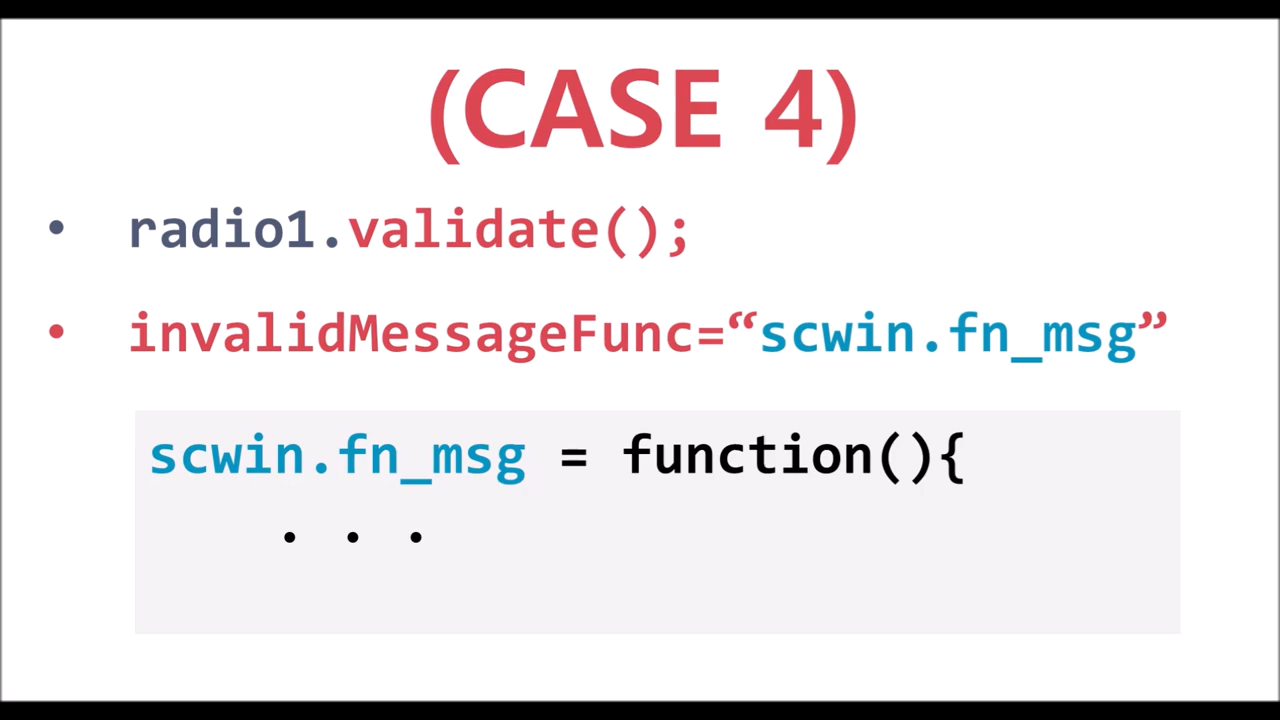 (CASE 4)
• radio1.validate();
• invalidMessageFunc=“scwin.fn_msg”
scwin.fn_msg = function(){
. . .